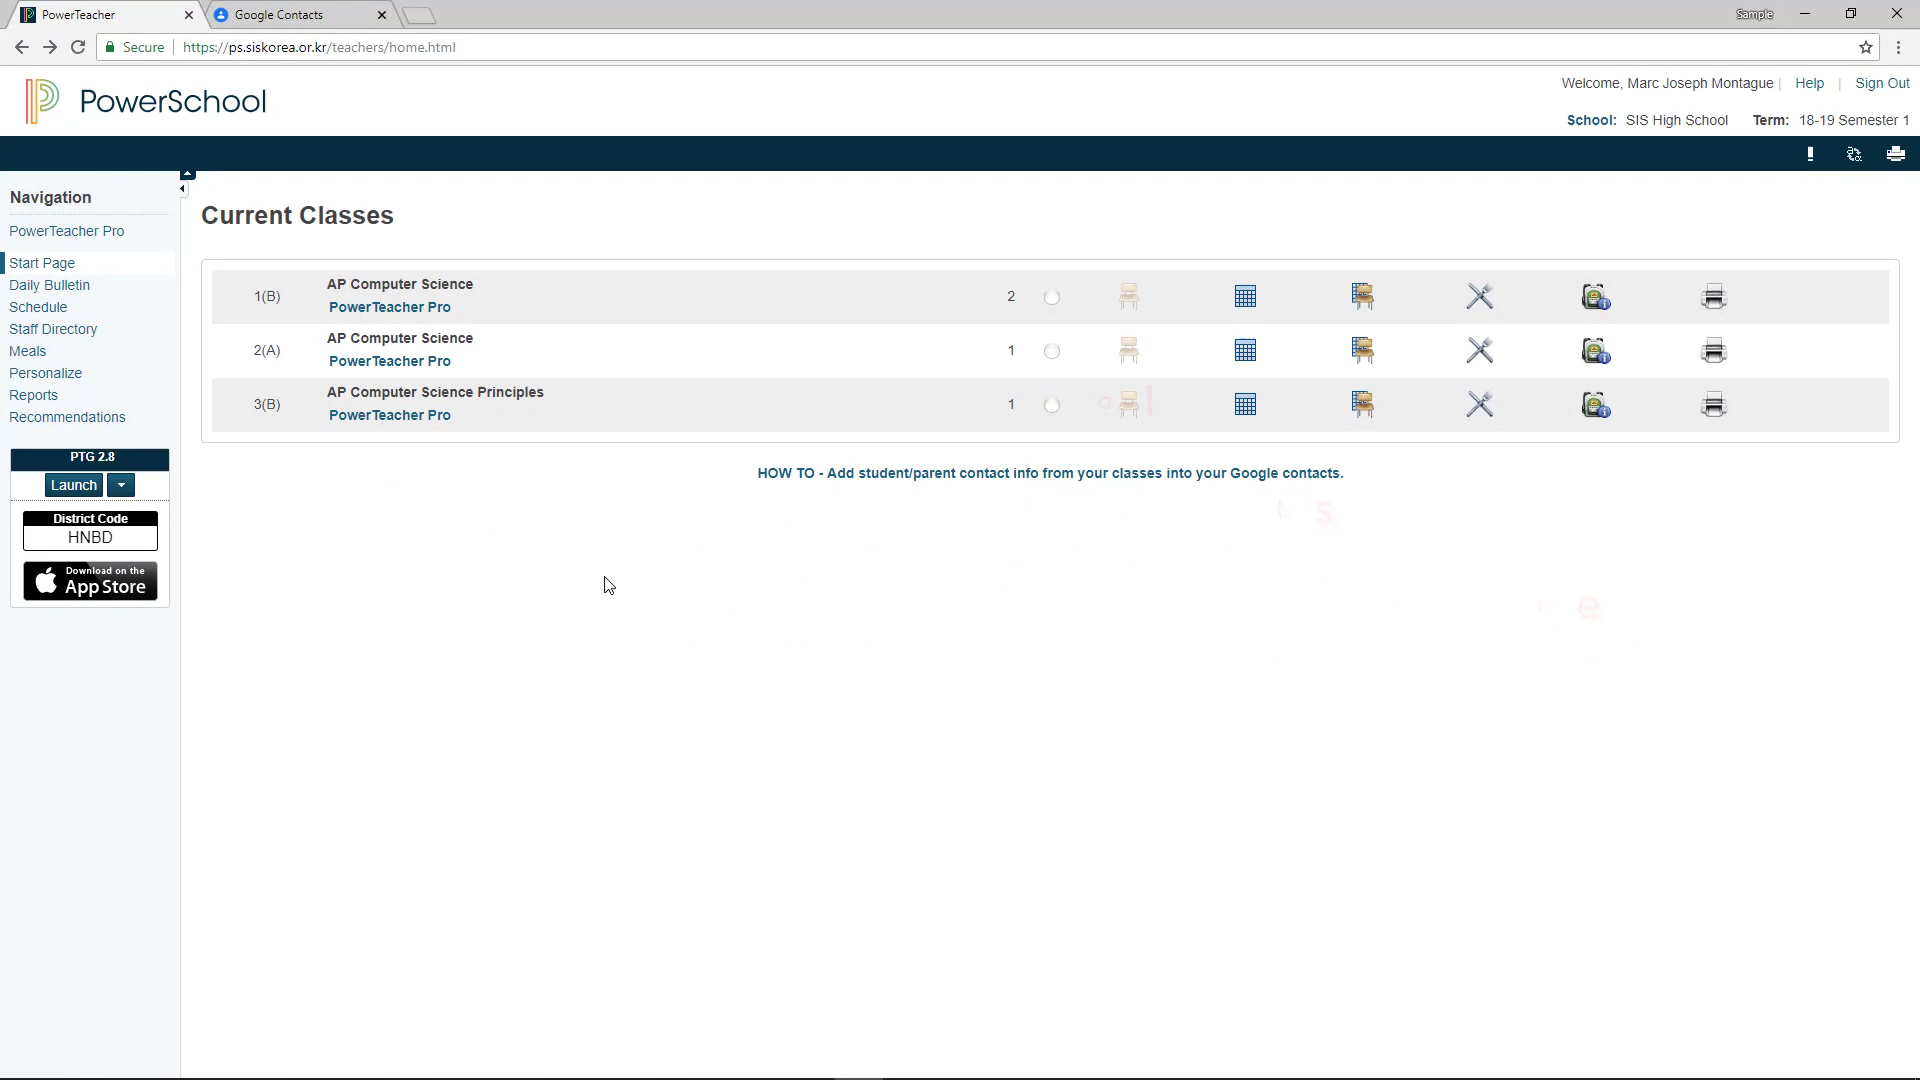 PowerTeacher
Google Contacts
Sample
Secure
https://ps.siskorea.or.kr/teachers/home.html
PowerSchool
Welcome, Marc Joseph Montague | Help | Sign Out
School: SIS High School Term: 18-19 Semester 1
Navigation
PowerTeacher Pro
Start Page
Daily Bulletin
Schedule
Staff Directory
Meals
Personalize
Reports
Recommendations
PTG 2.8
Launch
District Code
HNBD
Download on the
App Store
Current Classes
1(B) AP Computer Science 2
PowerTeacher Pro
2(A) AP Computer Science 1
PowerTeacher Pro
3(B) AP Computer Science Principles 1
PowerTeacher Pro
HOW TO - Add student/parent contact info from your classes into your Google contacts.